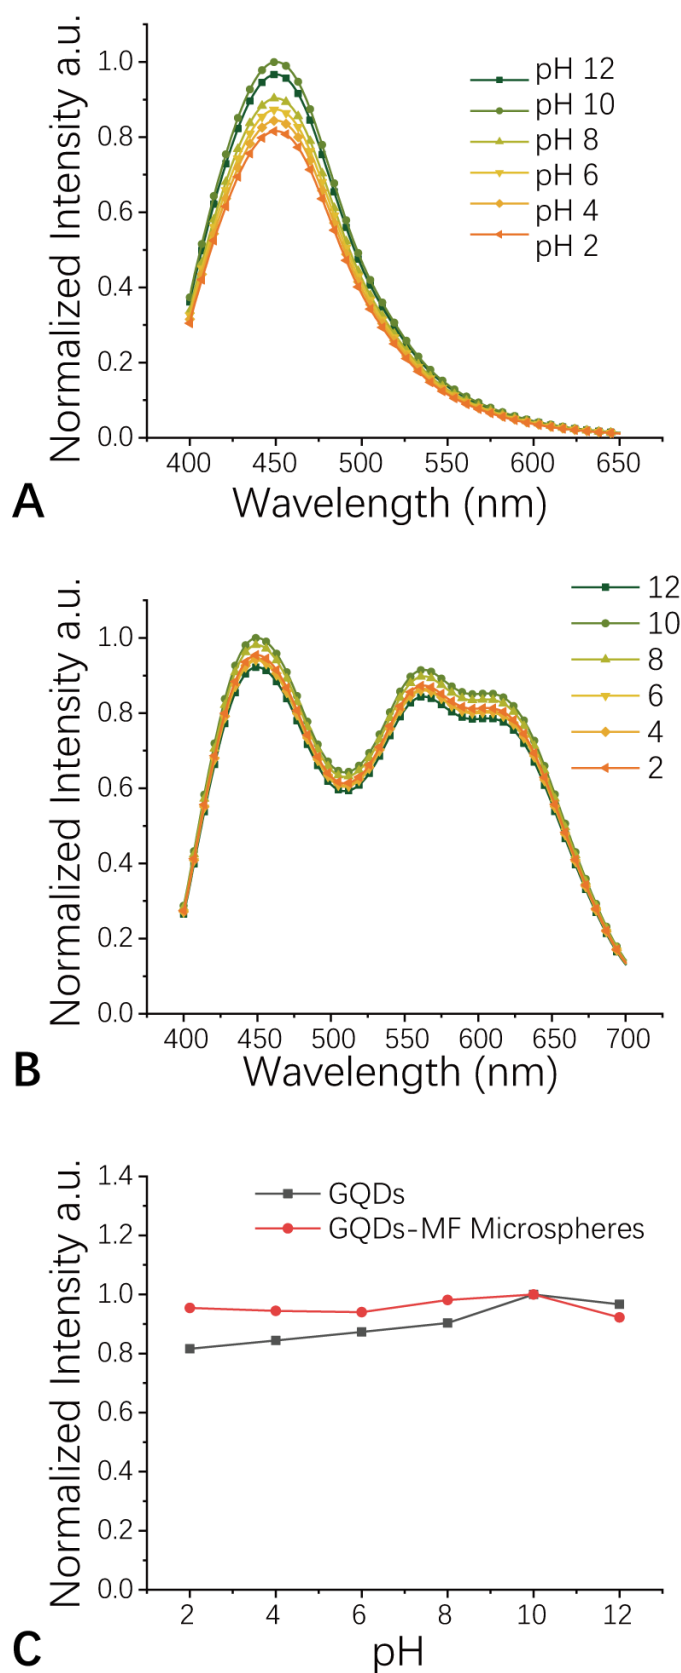 Normalized Intensity a.u.
1.0
0.8
0.6
0.4
0.2
0.0
pH 12
pH 10
pH 8
pH 6
pH 4
pH 2
400 450 500 550 600 650
Wavelength (nm)
A
Normalized Intensity a.u.
1.0
0.8
0.6
0.4
0.2
0.0
12
10
8
6
4
2
400 450 500 550 600 650 700
Wavelength (nm)
B
Normalized Intensity a.u.
1.4
1.2
1.0
0.8
0.6
0.4
0.2
0.0
GQDs
GQDs-MF Microspheres
2 4 6 8 10 12
pH
C